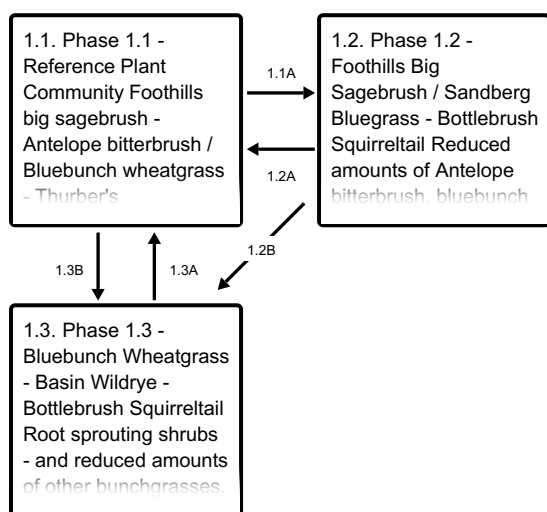 1.1. Phase 1.1 -
Reference Plant
Community Foothills
big sagebrush -
Antelope bitterbrush /
Bluebunch wheatgrass
- Thurber's
1.1A
1.2. Phase 1.2 -
Foothills Big
Sagebrush / Sandberg
Bluegrass - Bottlebrush
Squirreltail Reduced
amounts of Antelope
bitterbrush, bluebunch
1.2A
1.2B
1.3B
1.3A
1.3. Phase 1.3 -
Bluebunch Wheatgrass
- Basin Wildrye -
Bottlebrush Squirreltail
Root sprouting shrubs
- and reduced amounts
of other bunchgrasses.